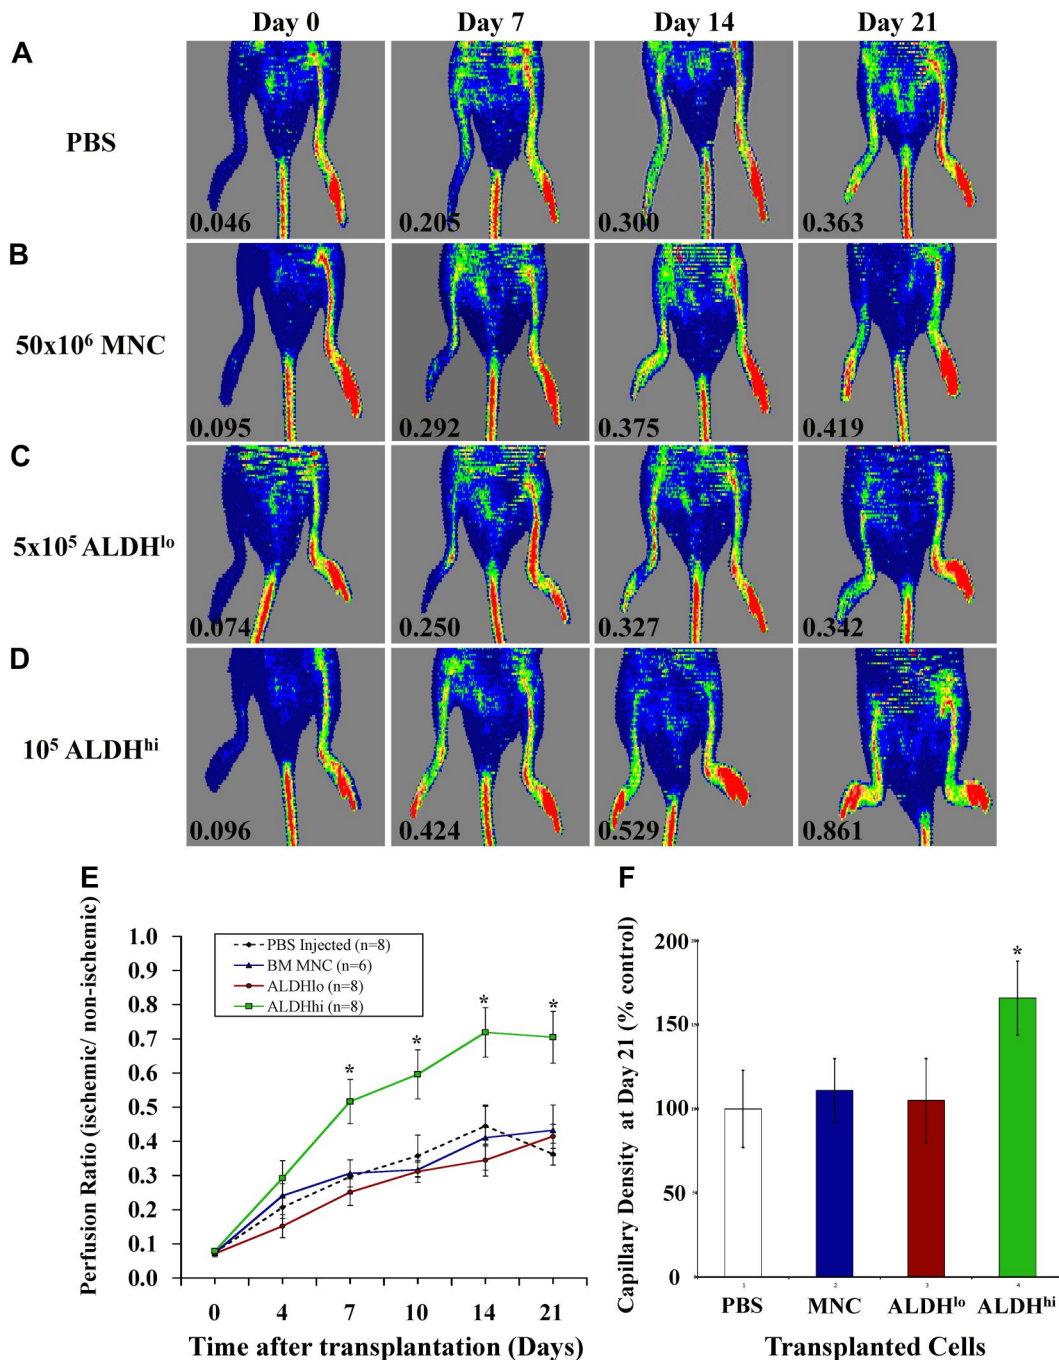 Day 0 Day 7 Day 14 Day 21
A
PBS
0.046 0.205 0.300 0.363
B
50x10⁶ MNC
0.095 0.292 0.375 0.419
C
5x10⁵ ALDHˡᵒ
0.074 0.250 0.327 0.342
D
10⁵ ALDHʰⁱ
0.096 0.424 0.529 0.861
E
Perfusion Ratio (ischemic/ non-ischemic)
1.0
0.9
0.8
0.7
0.6
0.5
0.4
0.3
0.2
0.1
0.0
PBS Injected (n=8)
BM MNC (n=6)
ALDHlo (n=8)
ALDHhi (n=8)
* * * *
0 4 7 10 14 21
Time after transplantation (Days)
F
Capillary Density at Day 21 (% control)
200
150
100
50
0
*
1 2 3 4
PBS MNC ALDHˡᵒ ALDHʰⁱ
Transplanted Cells